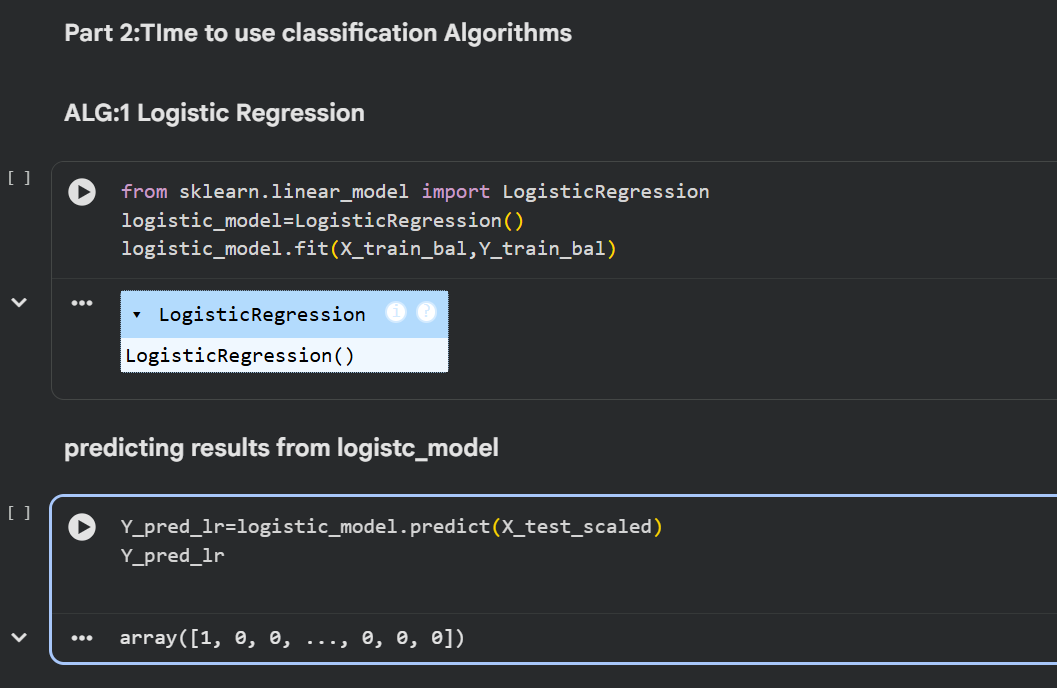 Part 2:TIme to use classification Algorithms
ALG:1 Logistic Regression
[ ]
from sklearn.linear_model import LogisticRegression
logistic_model=LogisticRegression()
logistic_model.fit(X_train_bal,Y_train_bal)
LogisticRegression i ?
LogisticRegression()
predicting results from logistc_model
[ ]
Y_pred_lr=logistic_model.predict(X_test_scaled)
Y_pred_lr
array([1, 0, 0, ..., 0, 0, 0])